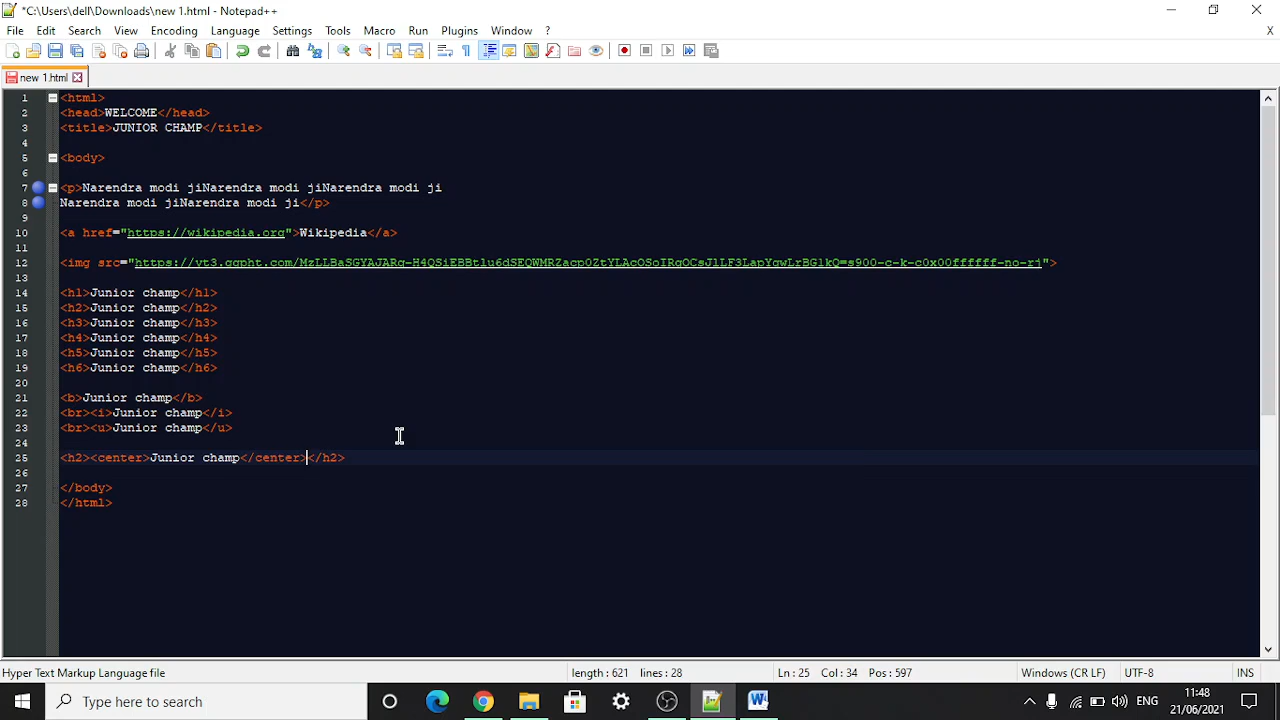 *C:\Users\dell\Downloads\new 1.html - Notepad++
File Edit Search View Encoding Language Settings Tools Macro Run Plugins Window ? X
new 1.html
1 <html>
2 <head>WELCOME</head>
3 <title>JUNIOR CHAMP</title>
4
5 <body>
6
7 <p>Narendra modi jiNarendra modi jiNarendra modi ji
8 Narendra modi jiNarendra modi ji</p>
9
10 <a href="https://wikipedia.org">Wikipedia</a>
11
12 <img src=">
13
14 <h1>Junior champ</h1>
15 <h2>Junior champ</h2>
16 <h3>Junior champ</h3>
17 <h4>Junior champ</h4>
18 <h5>Junior champ</h5>
19 <h6>Junior champ</h6>
20
21 <b>Junior champ</b>
22 <br><i>Junior champ</i>
23 <br><u>Junior champ</u>
24
25 <h2><center>Junior champ</center></h2>
26
27 </body>
28 </html>
Hyper Text Markup Language file length : 621 lines : 28 Ln : 25 Col : 34 Pos : 597 Windows (CR LF) UTF-8 INS
Type here to search ENG 11:48
21/06/2021